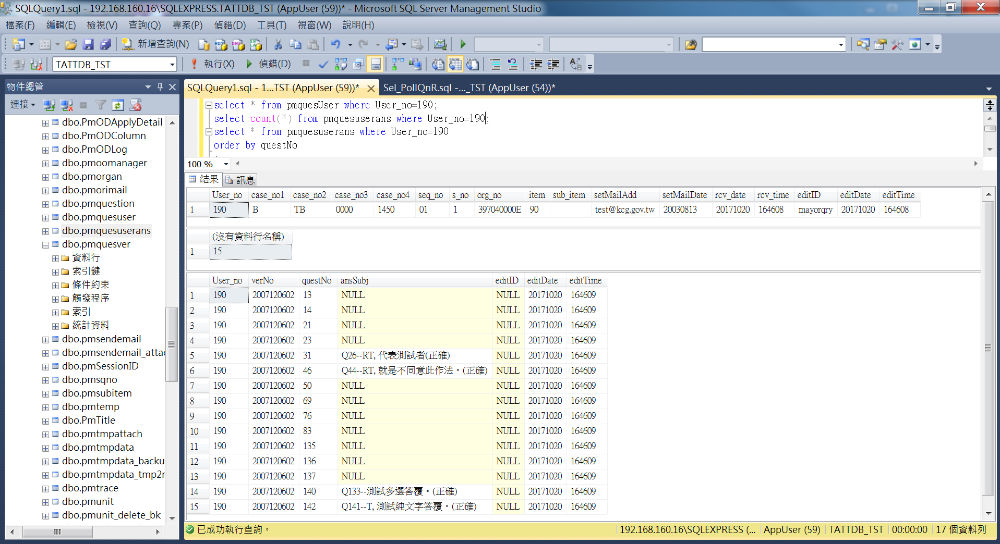 SQLQuery1.sql - 192.168.160.16\SQLEXPRESS.TATTDB_TST (AppUser (59))* - Microsoft SQL Server Management Studio
檔案(F) 編輯(E) 檢視(V) 查詢(Q) 專案(P) 偵錯(D) 工具(T) 視窗(W) 說明(H)
新增查詢(N)
TATTDB_TST 執行(X) 偵錯(D)
物件總管
連接
dbo.PmODApplyDetail
dbo.PmODColumn
dbo.PmODLog
dbo.pmoomanager
dbo.pmorgan
dbo.pmorimail
dbo.pmquestion
dbo.pmquesuser
dbo.pmquesuserans
dbo.pmquesver
資料行
索引鍵
條件約束
觸發程序
索引
統計資料
dbo.pmsendemail
dbo.pmsendemail_attac
dbo.pmSessionID
dbo.pmsqno
dbo.pmsubitem
dbo.pmtemp
dbo.PmTitle
dbo.pmtmpattach
dbo.pmtmpdata
dbo.pmtmpdata_backu
dbo.pmtmpdata_tmp2r
dbo.pmtrace
dbo.pmunit
dbo.pmunit_delete_bk
SQLQuery1.sql - 1...TST (AppUser (59))* Sel_PollQnR.sql -..._TST (AppUser (54))*
select * from pmquesUser where User_no=190;
select count(*) from pmquesuserans where User_no=190;
select * from pmquesuserans where User_no=190
order by questNo
100 %
結果 訊息
User_no case_no1 case_no2 case_no3 case_no4 seq_no s_no org_no item sub_item setMailAdd setMailDate rcv_date rcv_time editID editDate editTime
1 190 B TB 0000 1450 01 1 397040000E 90 test@kcg.gov.tw 20030813 20171020 164608 mayorqry 20171020 164608
(沒有資料行名稱)
1 15
User_no verNo questNo ansSubj editID editDate editTime
1 190 2007120602 13 NULL NULL 20171020 164609
2 190 2007120602 14 NULL NULL 20171020 164609
3 190 2007120602 21 NULL NULL 20171020 164609
4 190 2007120602 23 NULL NULL 20171020 164609
5 190 2007120602 31 Q26--RT, 代表測試者(正確) NULL 20171020 164609
6 190 2007120602 46 Q44--RT, 就是不同意此作法。(正確) NULL 20171020 164609
7 190 2007120602 50 NULL NULL 20171020 164609
8 190 2007120602 69 NULL NULL 20171020 164609
9 190 2007120602 76 NULL NULL 20171020 164609
10 190 2007120602 83 NULL NULL 20171020 164609
11 190 2007120602 135 NULL NULL 20171020 164609
12 190 2007120602 136 NULL NULL 20171020 164609
13 190 2007120602 137 NULL NULL 20171020 164609
14 190 2007120602 140 Q133--測試多選答覆。(正確) NULL 20171020 164609
15 190 2007120602 142 Q141--T, 測試純文字答覆。(正確) NULL 20171020 164609
已成功執行查詢。 192.168.160.16\SQLEXPRESS (... AppUser (59) TATTDB_TST 00:00:00 17 個資料列